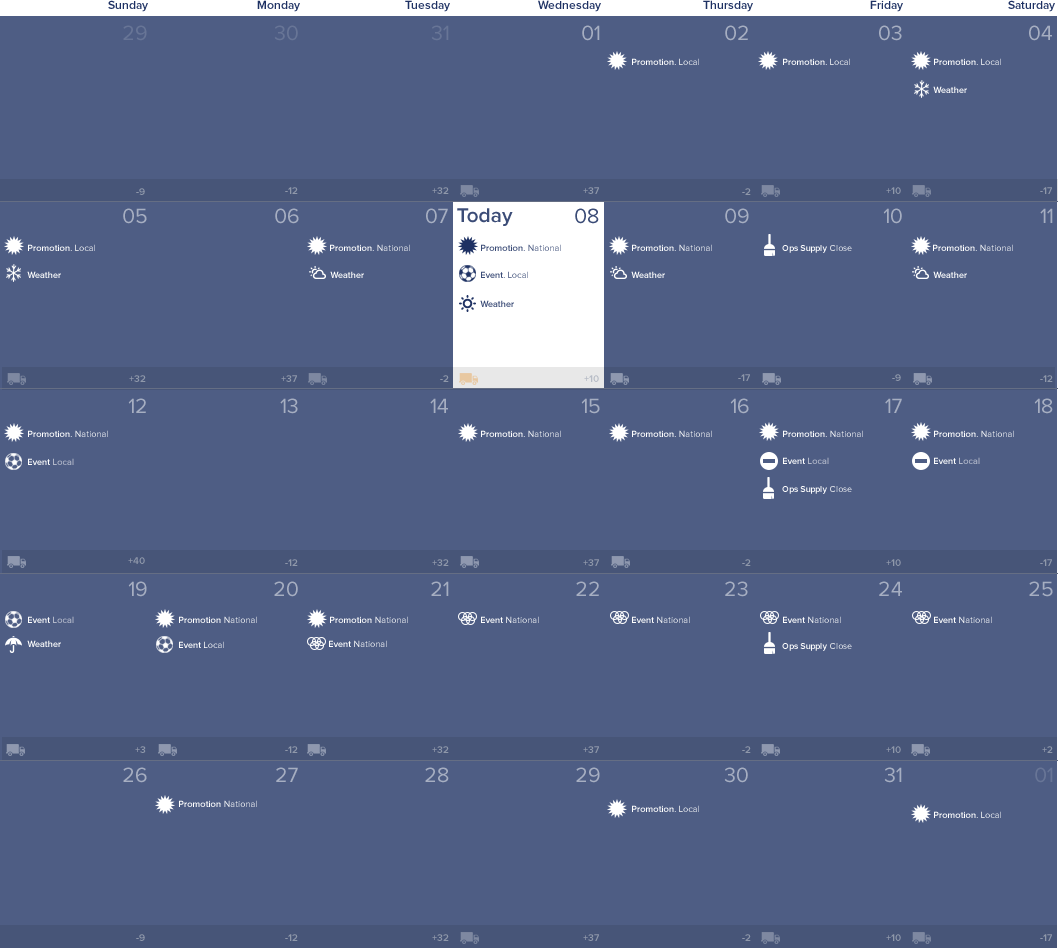 Sunday Monday Tuesday Wednesday Thursday Friday Saturday
29 30 31 01 02 03 04
Promotion. Local Promotion. Local Promotion. Local
Weather
-9 -12 +32 +37 -2 +10 -17
05 06 07 Today 08 09 10 11
Promotion. Local Promotion. National Promotion. National Promotion. National Ops Supply Close Promotion. National
Weather Weather Event. Local Weather Weather
Weather
+32 +37 -2 +10 -17 -9 -12
12 13 14 15 16 17 18
Promotion. National Promotion. National Promotion. National Promotion. National Promotion. National
Event Local Event Local Event Local
Ops Supply Close
+40 -12 +32 +37 -2 +10 -17
19 20 21 22 23 24 25
Event Local Promotion National Promotion National Event National Event National Event National Event National
Weather Event Local Event National Ops Supply Close
+3 -12 +32 +37 -2 +10 +2
26 27 28 29 30 31 01
Promotion National Promotion. Local Promotion. Local
-9 -12 +32 +37 -2 +10 -17